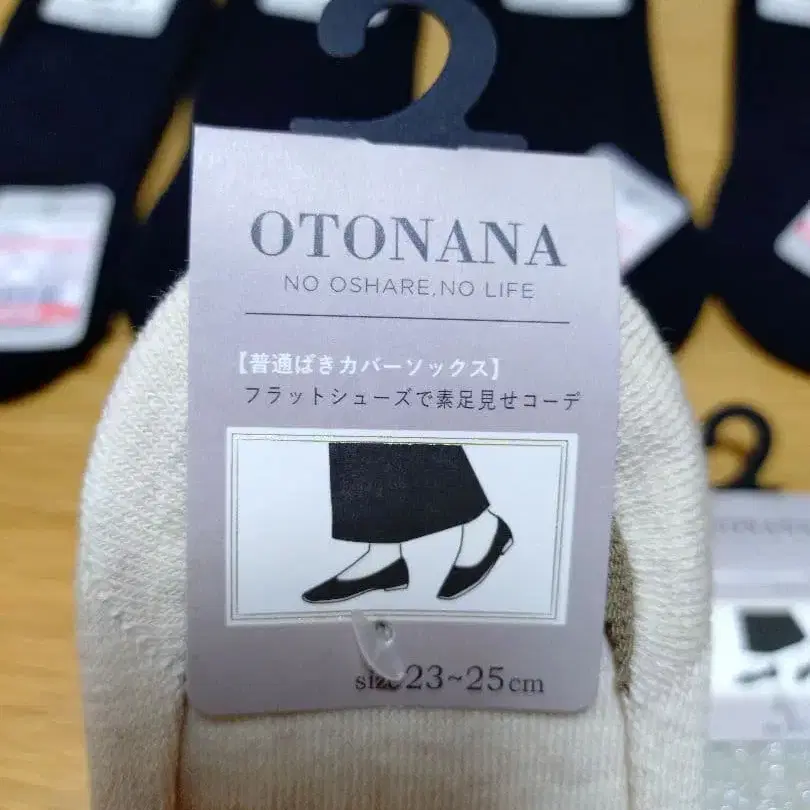 OTONANA
NO OSHARE, NO LIFE
【普通ばきカバーソックス】
フラットシューズで素足見せコーデ
size 23~25cm